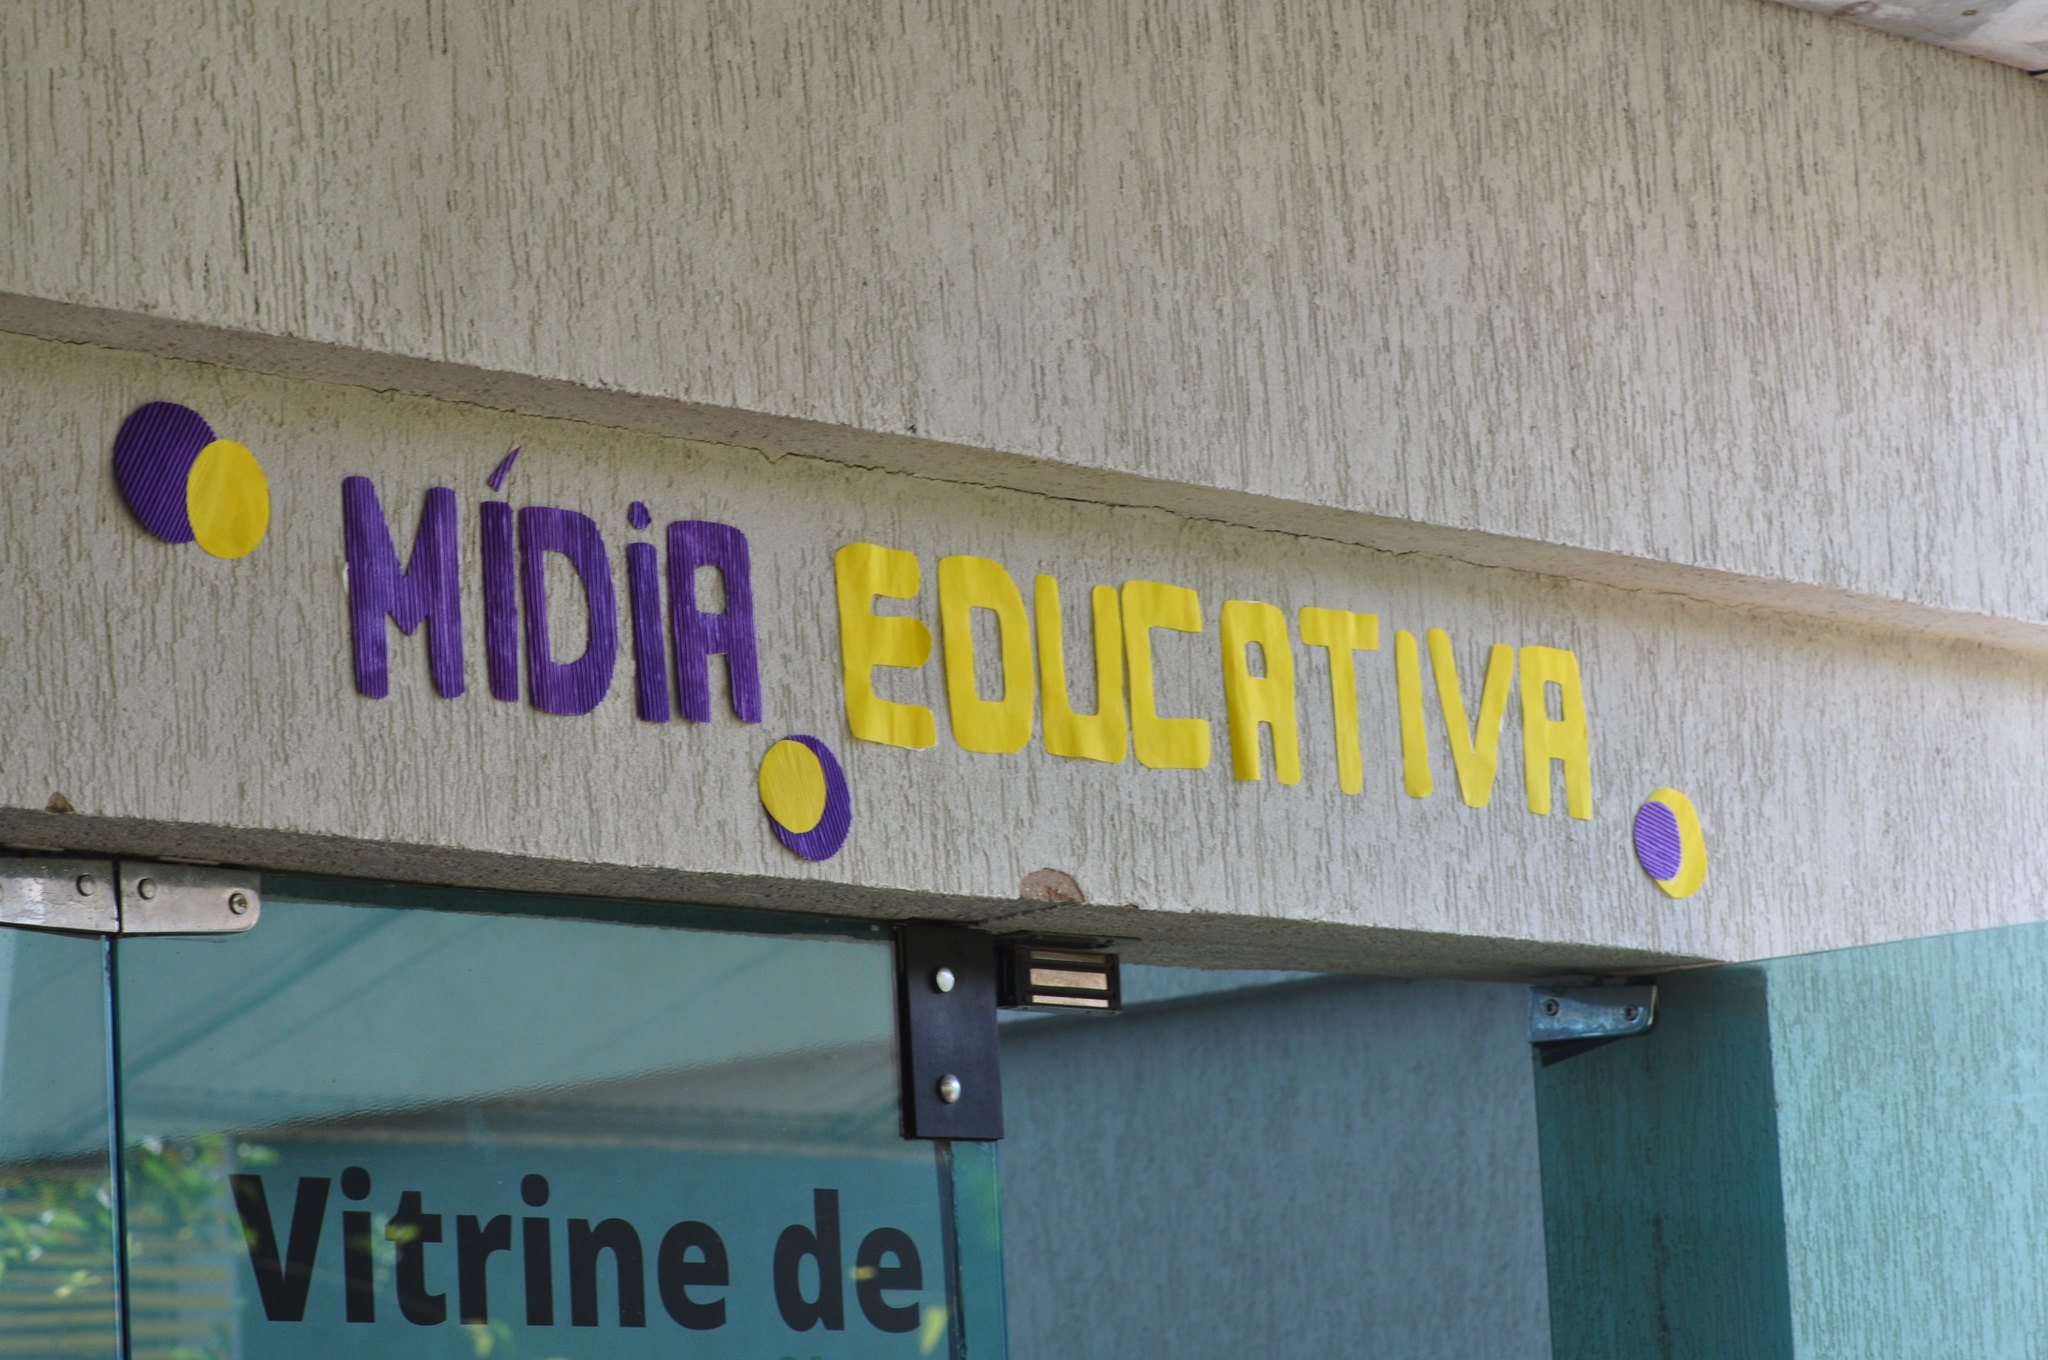 MÍDiA EDUCATIVA
Vitrine de